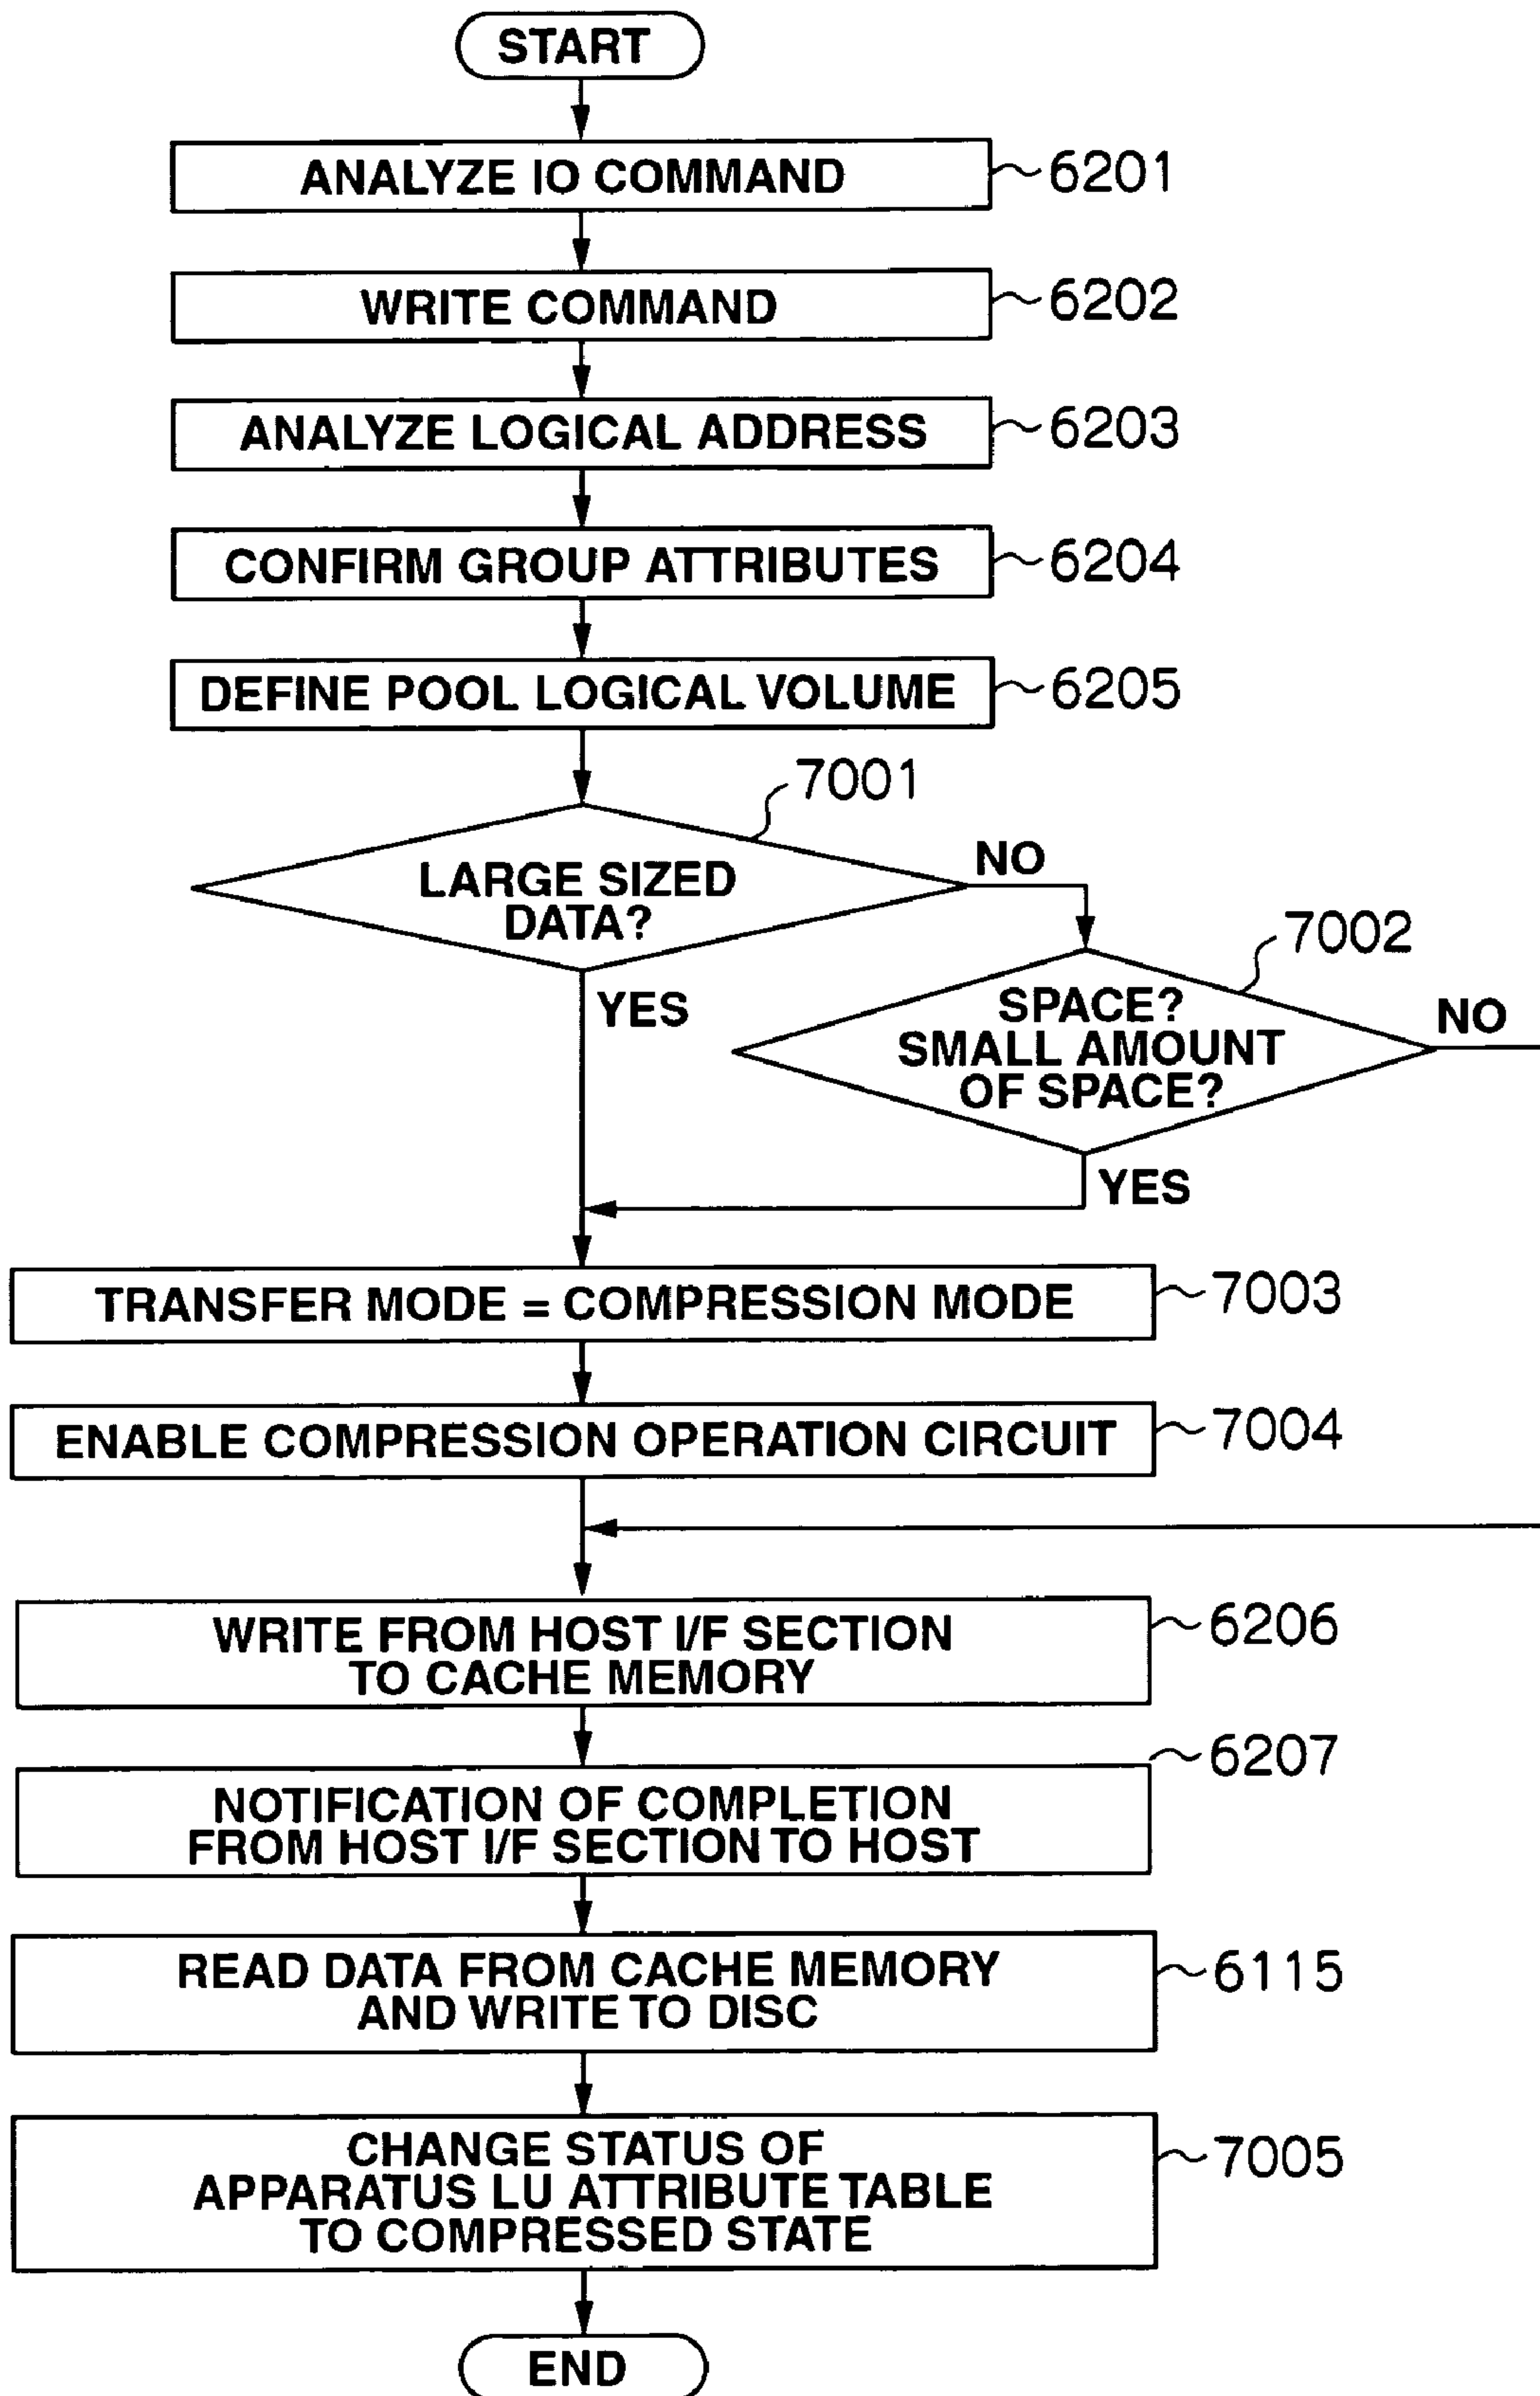 START
ANALYZE IO COMMAND
6201
WRITE COMMAND
6202
ANALYZE LOGICAL ADDRESS
6203
CONFIRM GROUP ATTRIBUTES
6204
DEFINE POOL LOGICAL VOLUME
6205
7001
LARGE SIZED
DATA?
NO
YES
7002
SPACE?
SMALL AMOUNT
OF SPACE?
NO
YES
TRANSFER MODE = COMPRESSION MODE
7003
ENABLE COMPRESSION OPERATION CIRCUIT
7004
WRITE FROM HOST I/F SECTION
TO CACHE MEMORY
6206
6207
NOTIFICATION OF COMPLETION
FROM HOST I/F SECTION TO HOST
READ DATA FROM CACHE MEMORY
AND WRITE TO DISC
6115
CHANGE STATUS OF
APPARATUS LU ATTRIBUTE TABLE
TO COMPRESSED STATE
7005
END